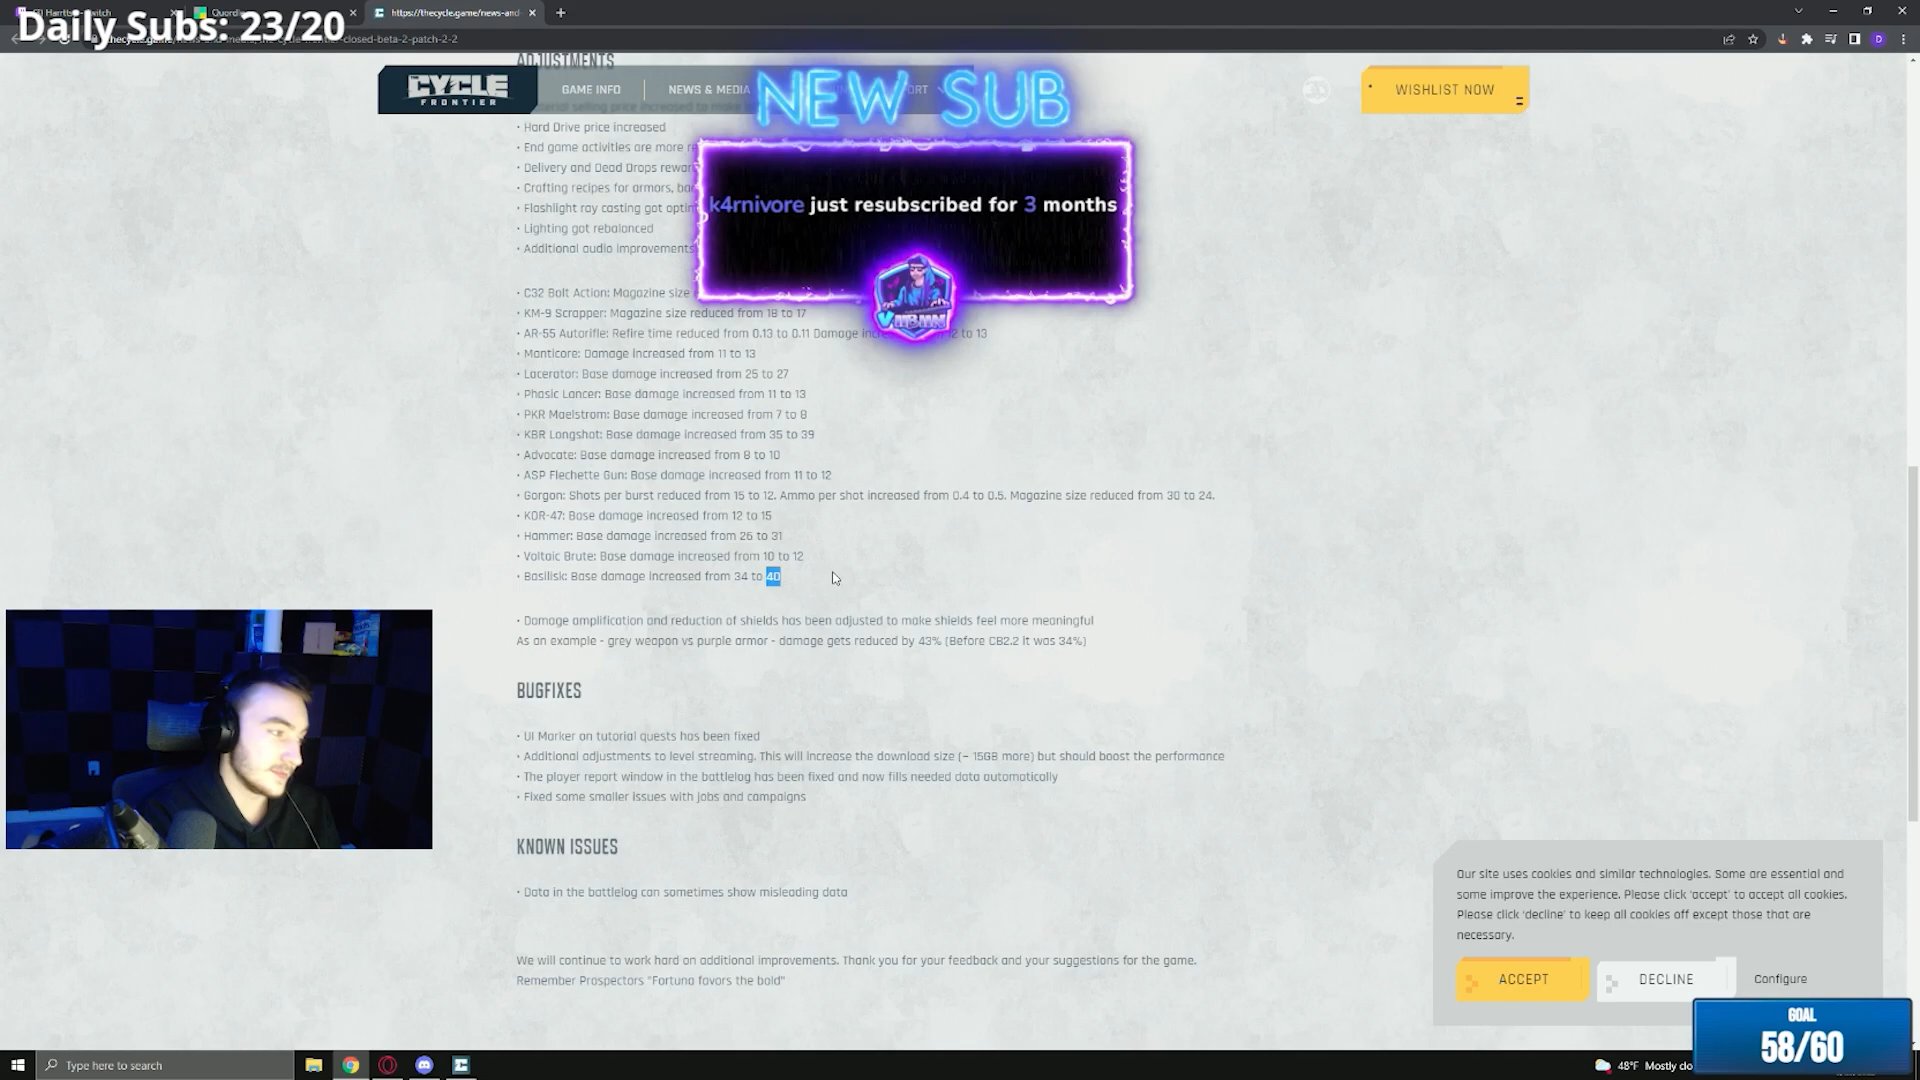 Daily Subs: 23/20
Quord
https://thecycle.game/news-and-
closed-beta-2-patch-2-2
ADJUSTMENTS
THE CYCLE FRONTIER
GAME INFO
NEWS & MEDIA
WISHLIST NOW
NEW SUB
k4rnivore just resubscribed for 3 months
• Hard Drive price increased
• End game activities are more
• Delivery and Dead Drops
• Crafting recipes for armors,
• Flashlight ray casting got
• Lighting got rebalanced
• Additional audio improvements
• C32 Bolt Action: Magazine size
• KM-9 Scrapper: Magazine size reduced from 18 to 17
• AR-55 Autorifle: Refire time reduced from 0.13 to 0.11 Damage to 13
• Manticore: Damage increased from 11 to 13
• Lacerator: Base damage increased from 25 to 27
• Phasic Lancer: Base damage increased from 11 to 13
• PKR Maelstrom: Base damage increased from 7 to 8
• KBR Longshot: Base damage increased from 35 to 39
• Advocate: Base damage increased from 8 to 10
• ASP Flechette Gun: Base damage increased from 11 to 12
• Gorgon: Shots per burst reduced from 15 to 12. Ammo per shot increased from 0.4 to 0.5. Magazine size reduced from 30 to 24.
• KOR-47: Base damage increased from 12 to 15
• Hammer: Base damage increased from 26 to 31
• Voltaic Brute: Base damage increased from 10 to 12
• Basilisk: Base damage increased from 34 to 40
• Damage amplification and reduction of shields has been adjusted to make shields feel more meaningful
As an example - grey weapon vs purple armor - damage gets reduced by 43% (Before CB2.2 it was 34%)
BUGFIXES
• UI Marker on tutorial quests has been fixed
• Additional adjustments to level streaming. This will increase the download size (~ 15GB more) but should boost the performance
• The player report window in the battlelog has been fixed and now fills needed data automatically
• Fixed some smaller issues with jobs and campaigns
KNOWN ISSUES
• Data in the battlelog can sometimes show misleading data
We will continue to work hard on additional improvements. Thank you for your feedback and your suggestions for the game.
Remember Prospectors "Fortuna favors the bold"
Our site uses cookies and similar technologies. Some are essential and
some improve the experience. Please click 'accept' to accept all cookies.
Please click 'decline' to keep all cookies off except those that are
necessary.
ACCEPT
DECLINE
Configure
GOAL
58/60
Type here to search
48°F Mostly clo